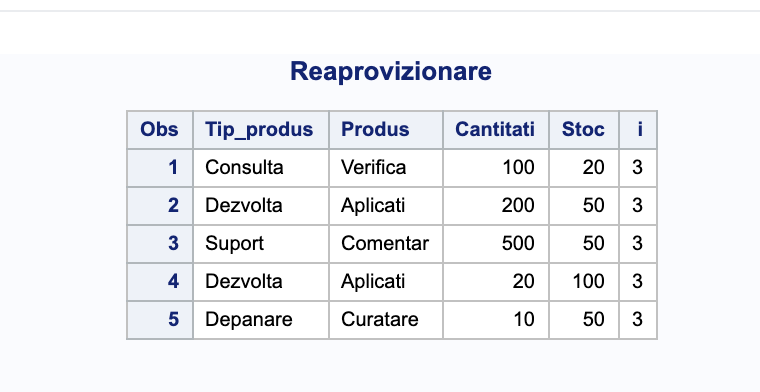 Reaprovizionare
Obs Tip_produs Produs Cantitati Stoc i
1 Consulta Verifica 100 20 3
2 Dezvolta Aplicati 200 50 3
3 Suport Comentar 500 50 3
4 Dezvolta Aplicati 20 100 3
5 Depanare Curatare 10 50 3